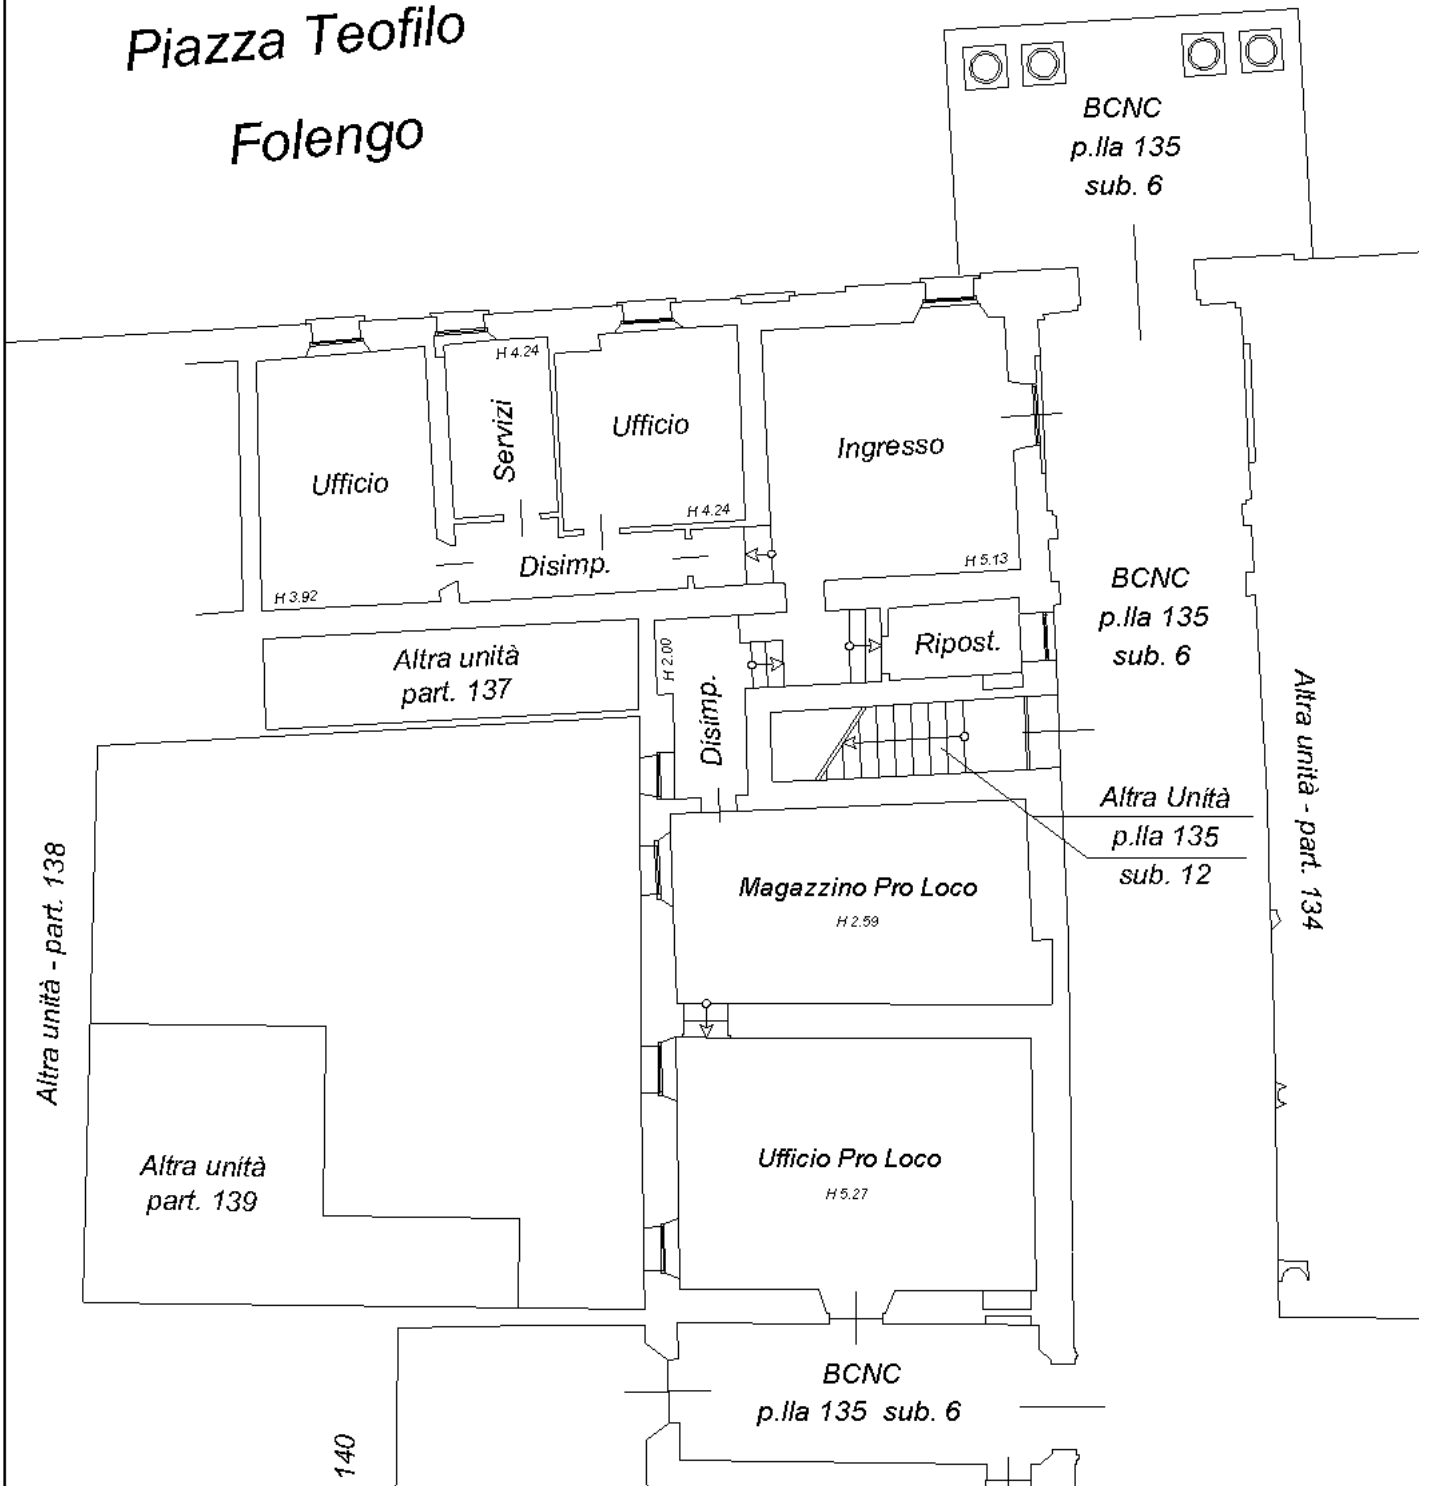 Piazza Teofilo
Folengo
BCNC
p.lla 135
sub. 6
H 4.24
Servizi
Ufficio
H 4.24
Ufficio
H 3.92
Ingresso
H 5.13
Disimp.
BCNC
p.lla 135
sub. 6
Altra unità
part. 137
H 2.00
Disimp.
Ripost.
Altra unità - part. 134
Altra Unità
p.lla 135
sub. 12
Altra unità - part. 138
Magazzino Pro Loco
H 2.59
Altra unità
part. 139
Ufficio Pro Loco
H 5.27
BCNC
p.lla 135 sub. 6
140